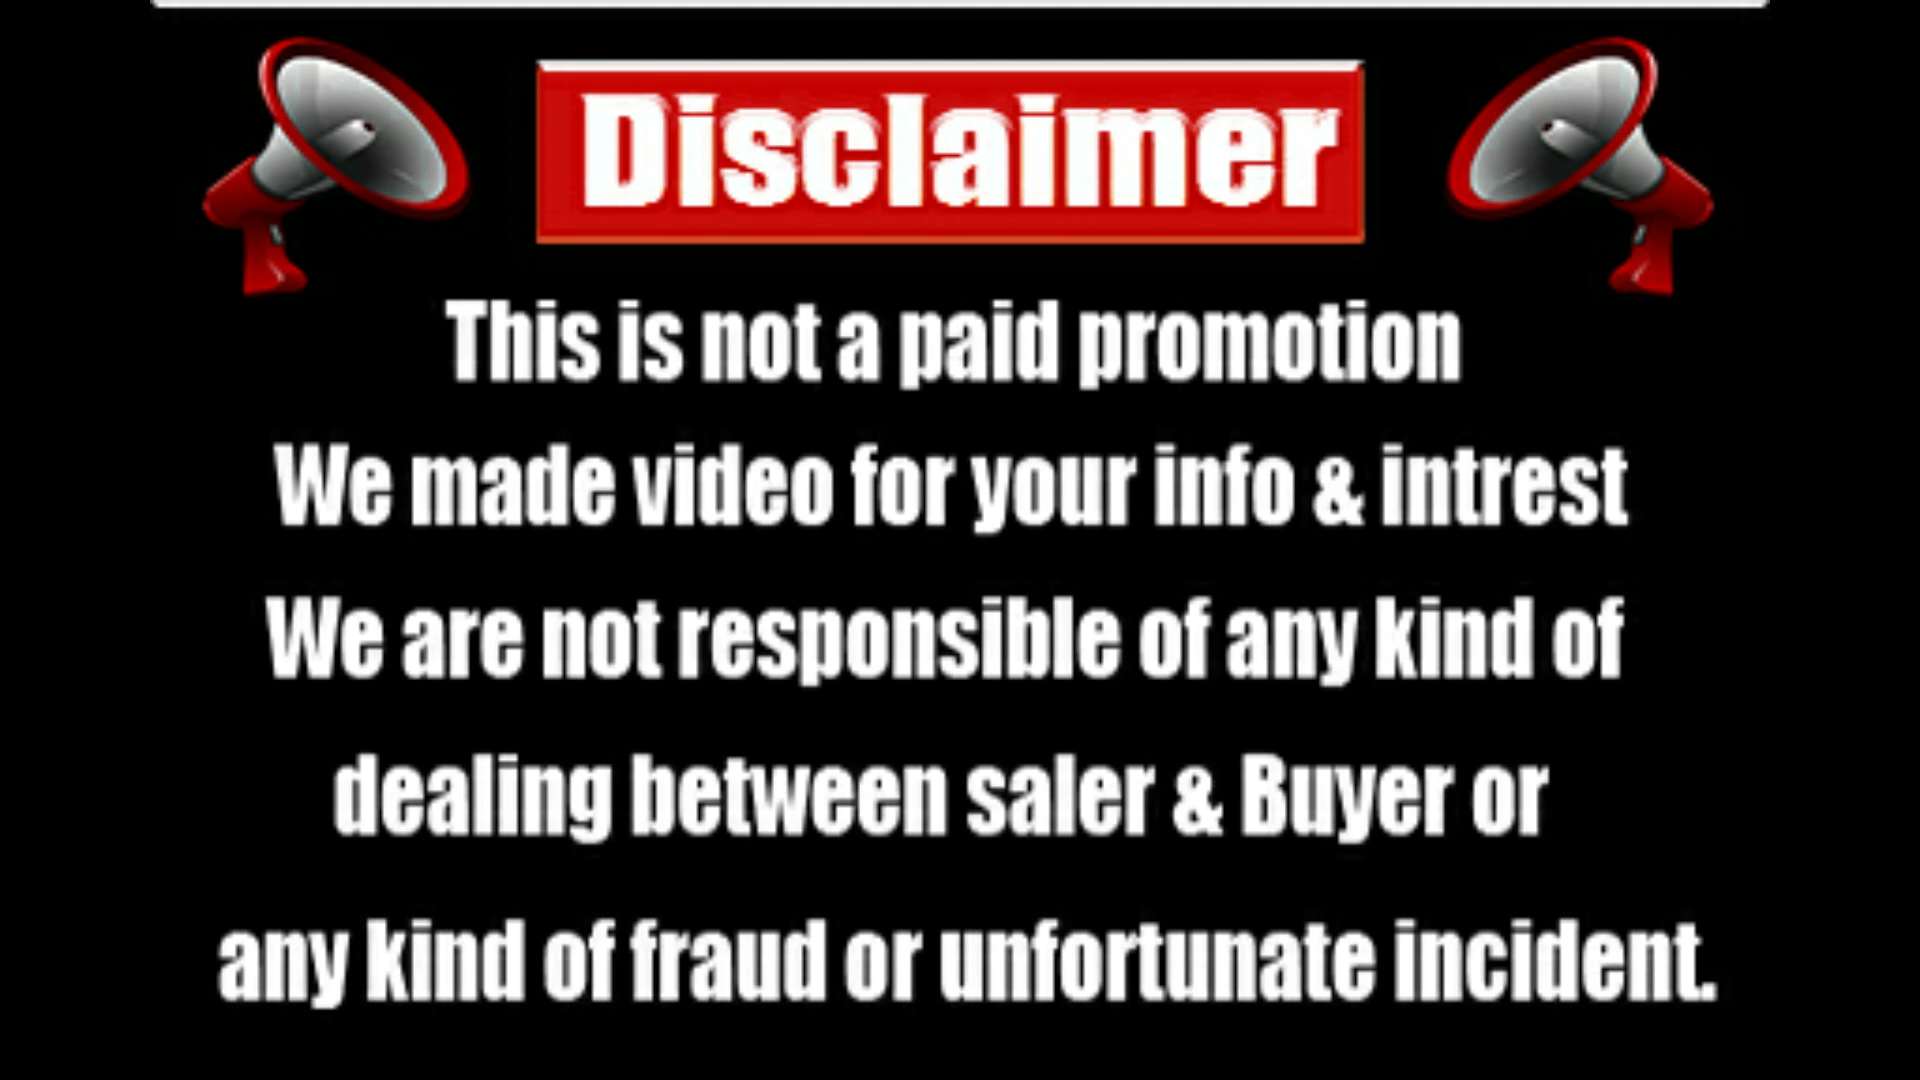 Disclaimer
This is not a paid promotion
We made video for your info & intrest
We are not responsible of any kind of
dealing between saler & Buyer or
any kind of fraud or unfortunate incident.